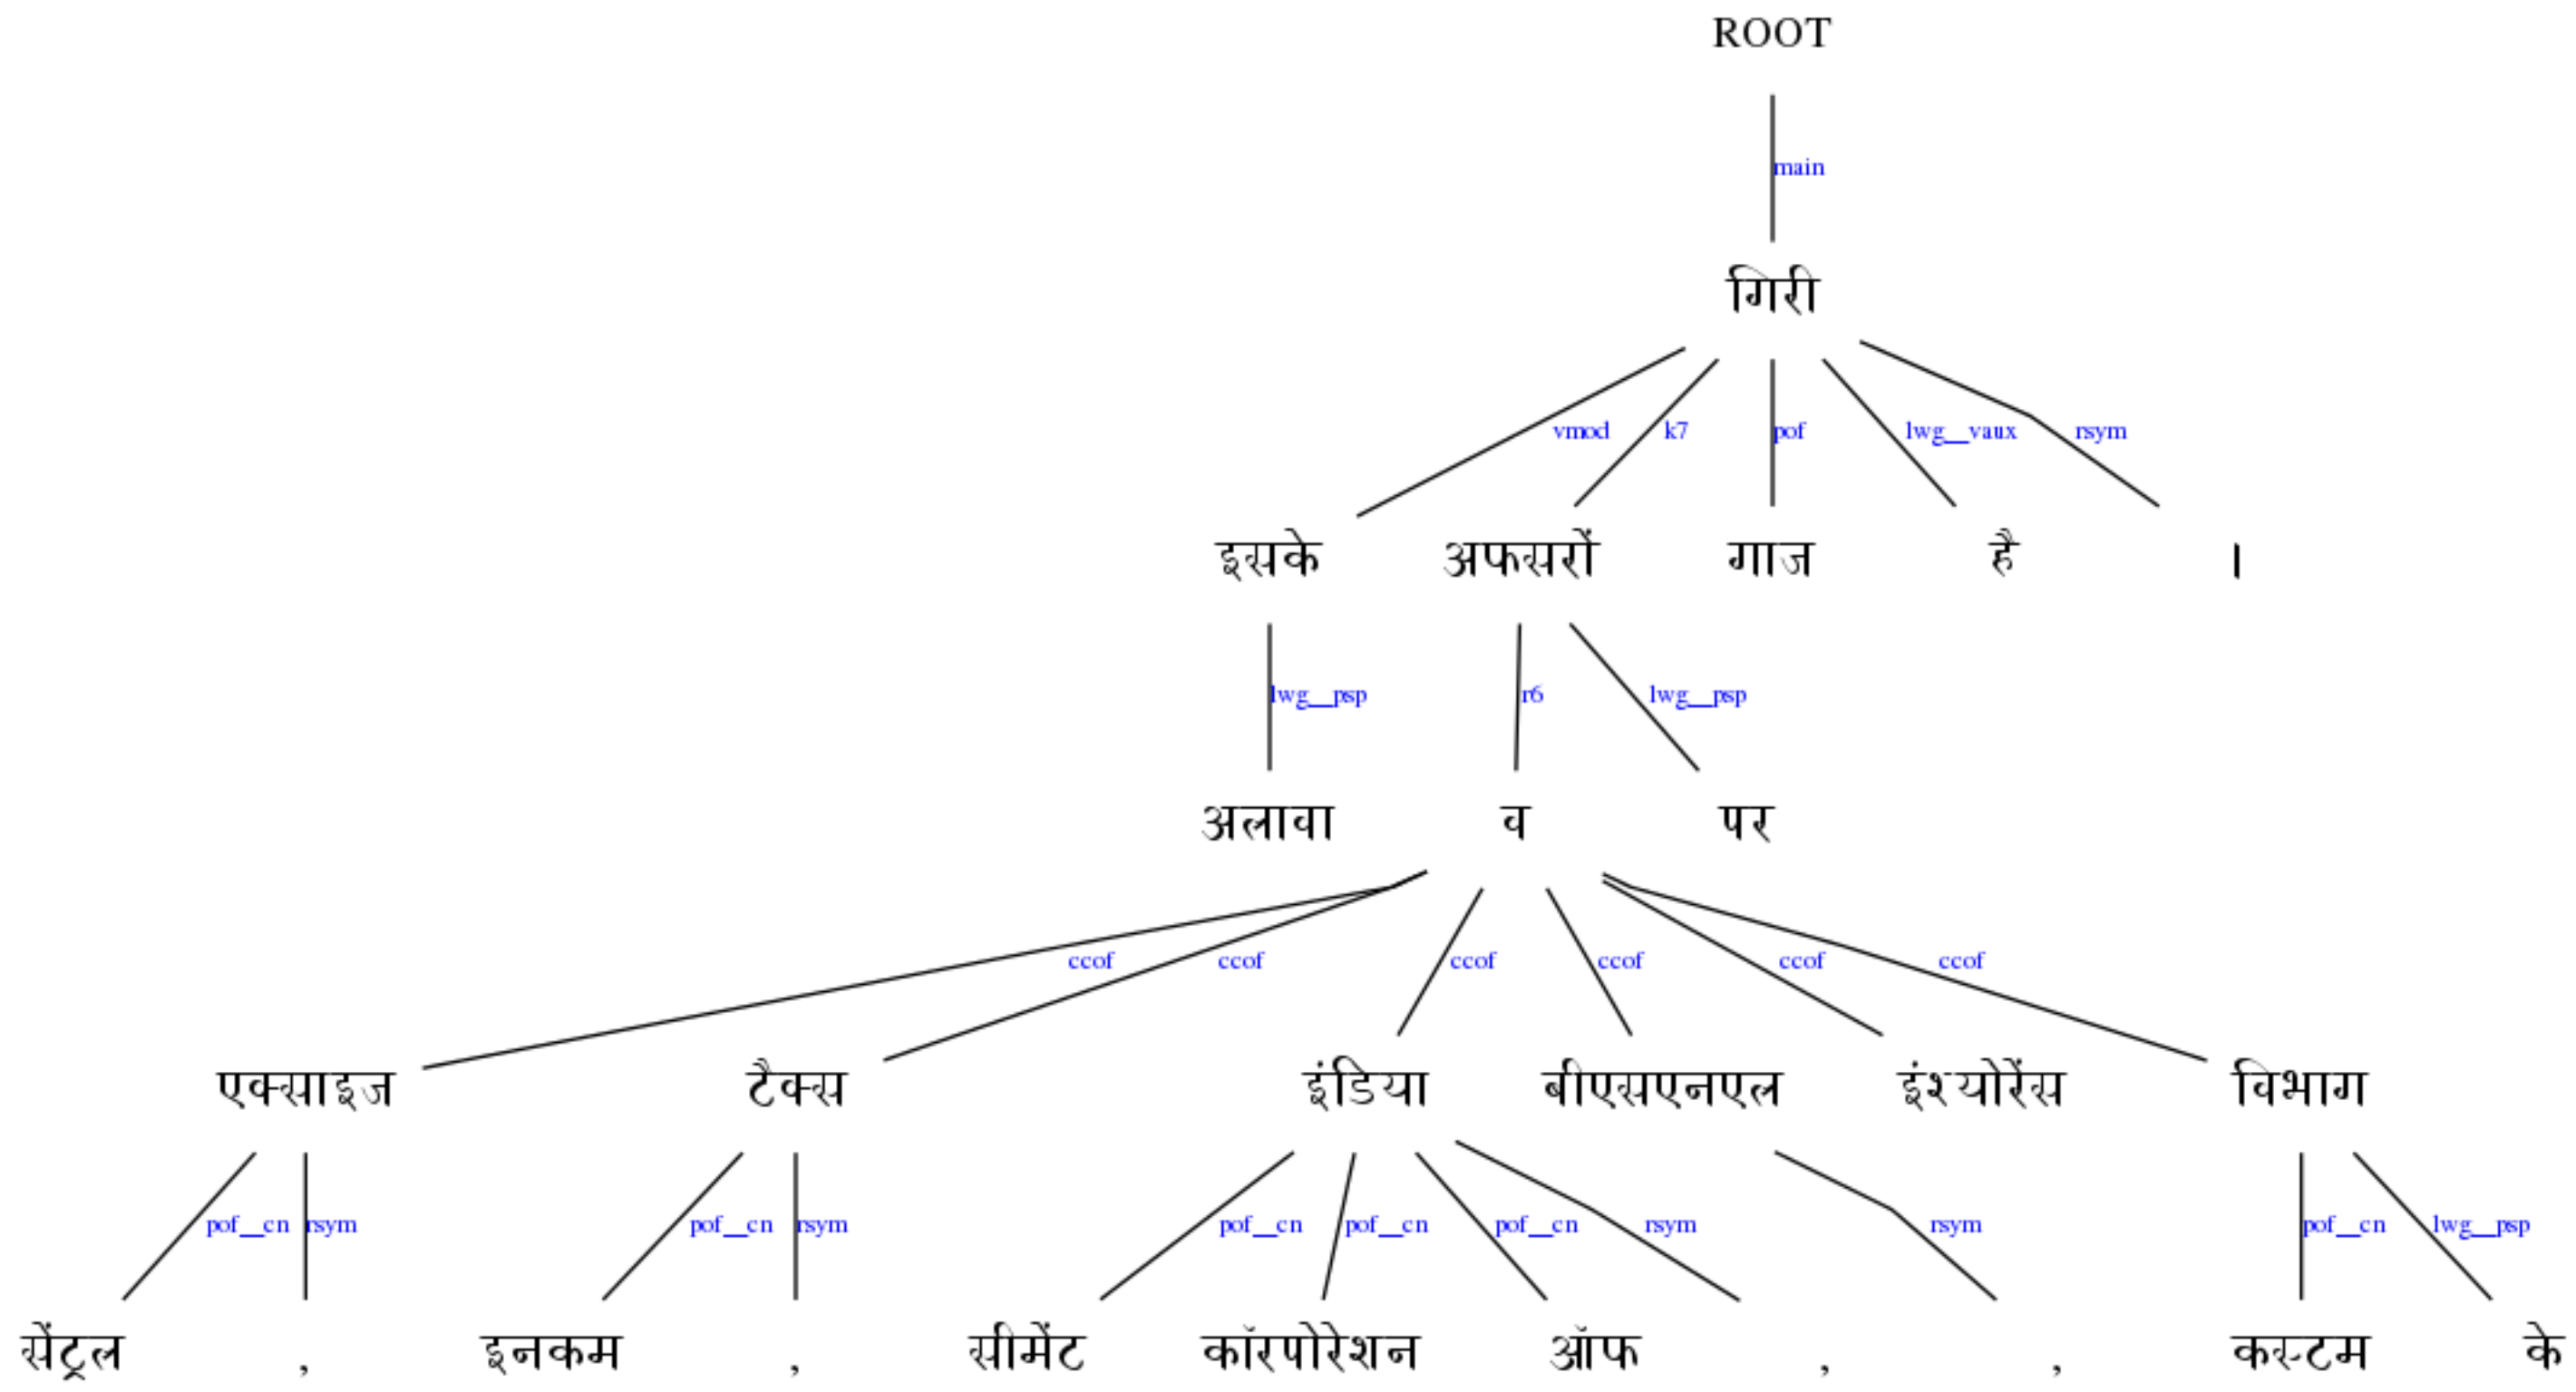 ROOT
main
गिरी
vmod k7 pof lwg__vaux rsym
इसके अफसरों गाज है ।
lwg__psp r6 lwg__psp
अलावा व पर
ccof ccof ccof ccof ccof ccof
एक्साइज टैक्स इंडिया बीएसएनएल इंश्योरेंस विभाग
pof__cn rsym pof__cn rsym pof__cn pof__cn pof__cn rsym rsym pof__cn lwg__psp
सेंट्रल , इनकम , सीमेंट कॉरपोरेशन ऑफ , , कस्टम के